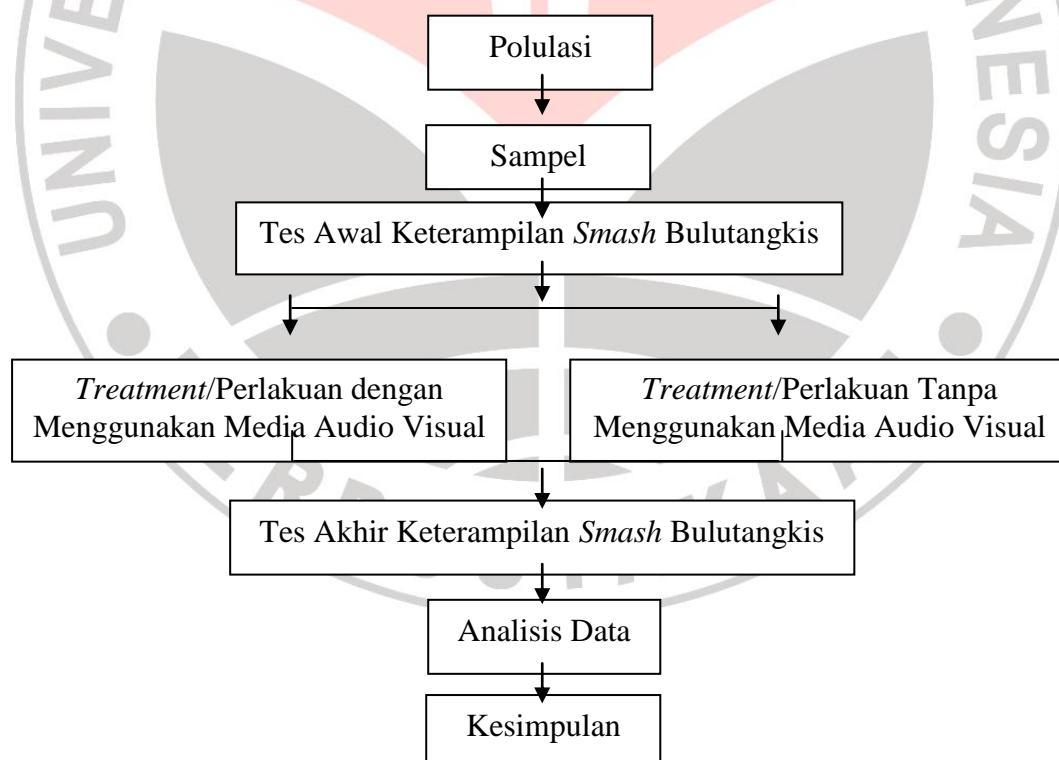 Polulasi
Sampel
Tes Awal Keterampilan Smash Bulutangkis
Treatment/Perlakuan dengan
Menggunakan Media Audio Visual
Treatment/Perlakuan Tanpa
Menggunakan Media Audio Visual
Tes Akhir Keterampilan Smash Bulutangkis
Analisis Data
Kesimpulan